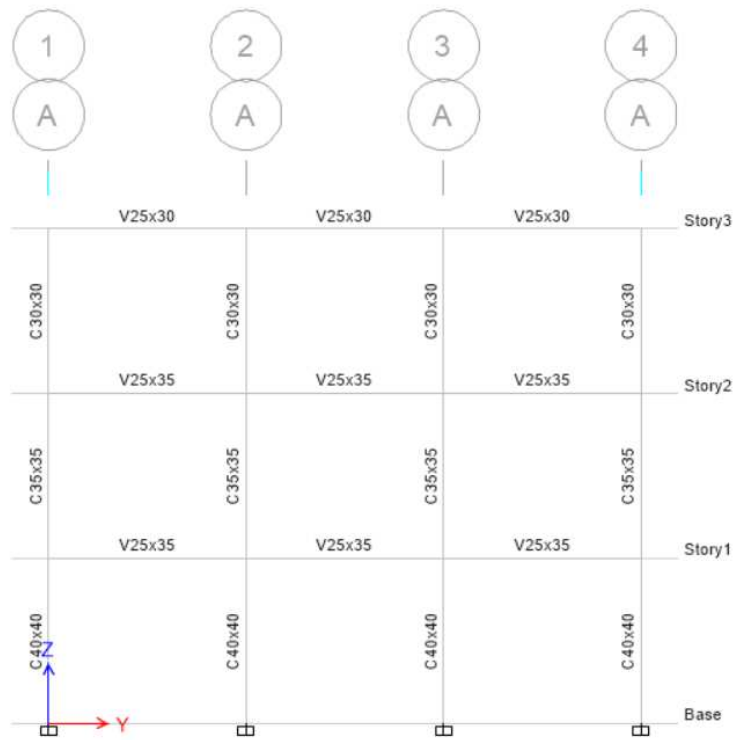 1 2 3 4
A A A A
V25x30 V25x30 V25x30 Story3
C30x30 C30x30 C30x30 C30x30
V25x35 V25x35 V25x35 Story2
C35x35 C35x35 C35x35 C35x35
V25x35 V25x35 V25x35 Story1
C40x40 C40x40 C40x40 C40x40
Z
Y
Base